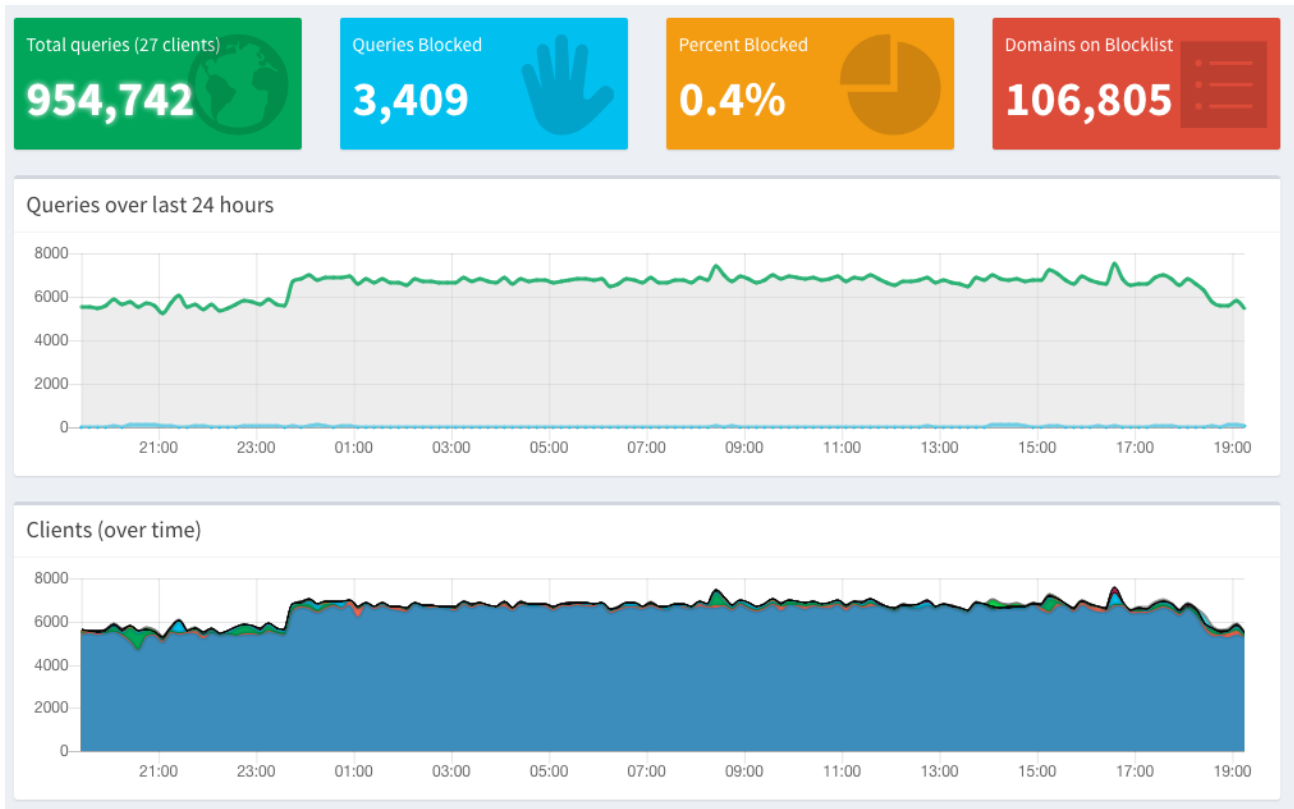 Total queries (27 clients)
954,742
Queries Blocked
3,409
Percent Blocked
0.4%
Domains on Blocklist
106,805
Queries over last 24 hours
8000
6000
4000
2000
0
21:00 23:00 01:00 03:00 05:00 07:00 09:00 11:00 13:00 15:00 17:00 19:00
Clients (over time)
8000
6000
4000
2000
0
21:00 23:00 01:00 03:00 05:00 07:00 09:00 11:00 13:00 15:00 17:00 19:00